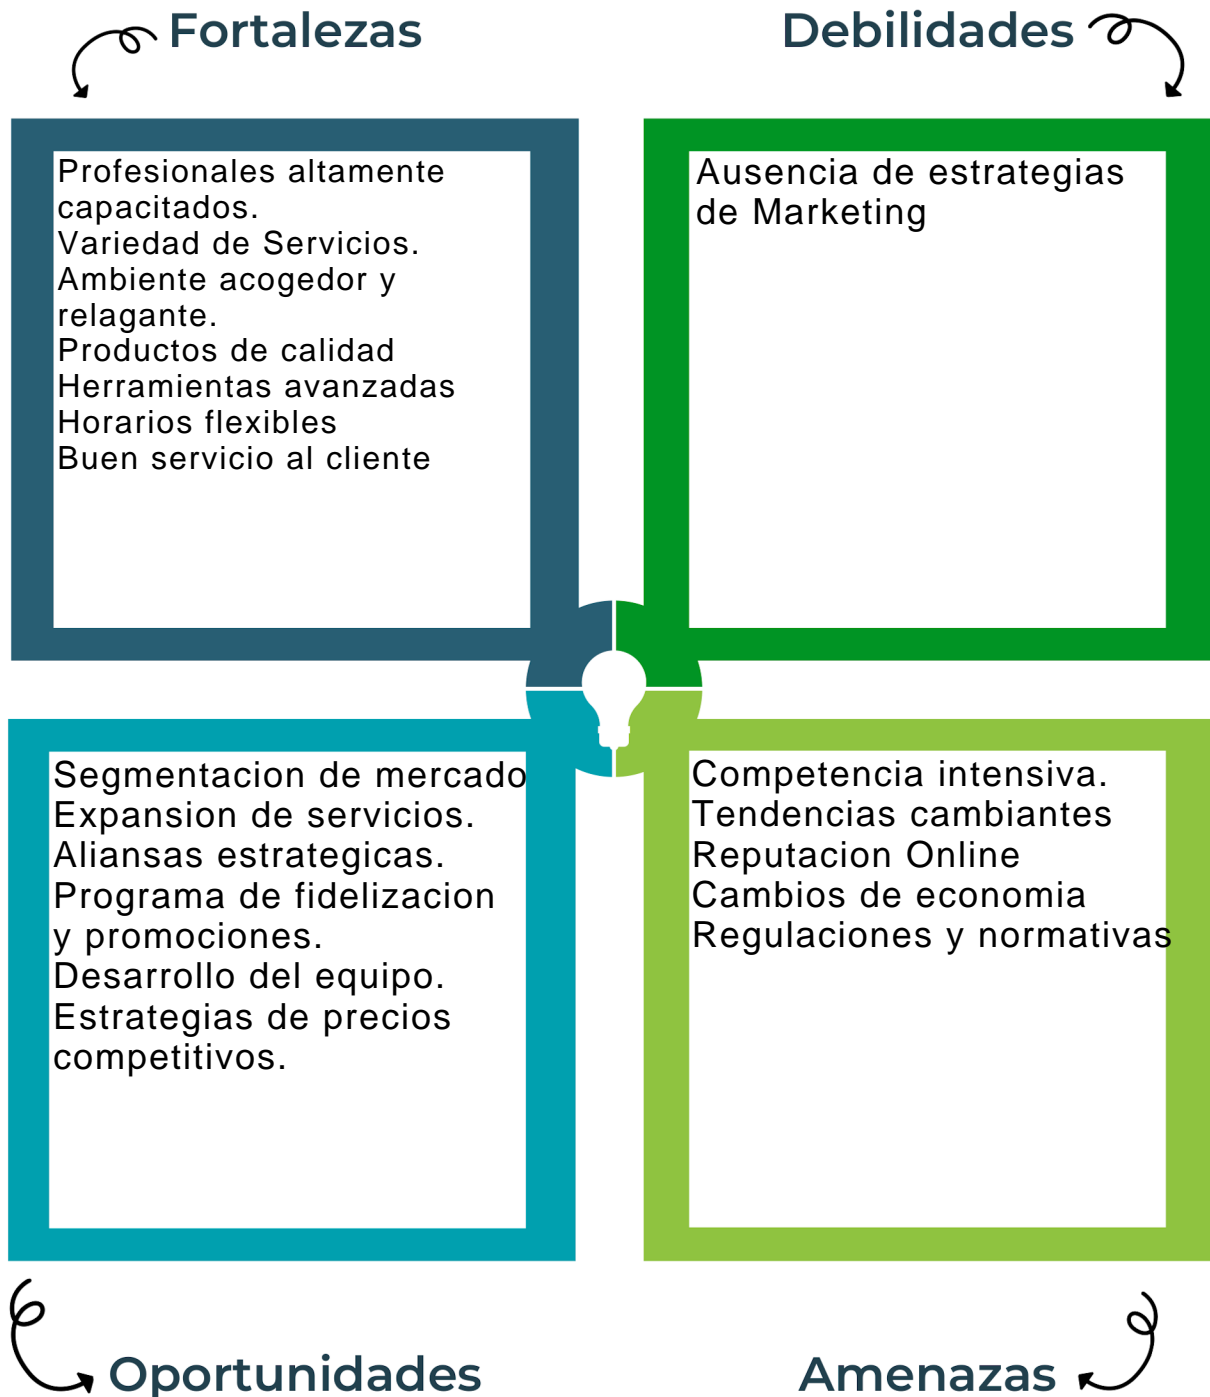 Fortalezas
Profesionales altamente
capacitados.
Variedad de Servicios.
Ambiente acogedor y
relagante.
Productos de calidad
Herramientas avanzadas
Horarios flexibles
Buen servicio al cliente
Debilidades
Ausencia de estrategias
de Marketing
Segmentacion de mercado
Expansion de servicios.
Aliansas estrategicas.
Programa de fidelizacion
y promociones.
Desarrollo del equipo.
Estrategias de precios
competitivos.
Oportunidades
Competencia intensiva.
Tendencias cambiantes
Reputacion Online
Cambios de economia
Regulaciones y normativas
Amenazas